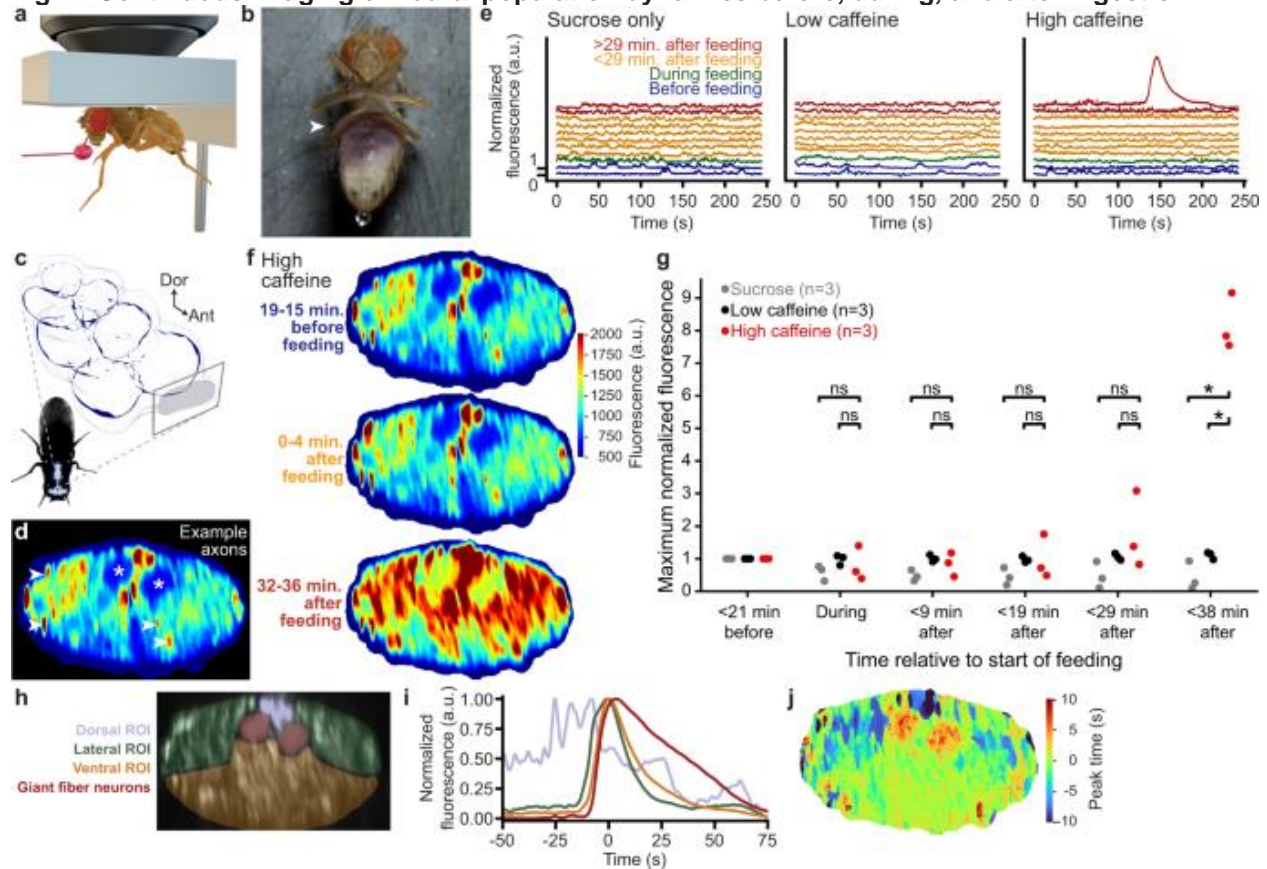 a
b
e
Sucrose only
Low caffeine
High caffeine
>29 min. after feeding
<29 min. after feeding
During feeding
Before feeding
Normalized
fluorescence (a.u.)
1
0
0 50 100 150 200 250
0 50 100 150 200 250
0 50 100 150 200 250
Time (s)
Time (s)
Time (s)
c
Dor
Ant
d
Example
axons
*
*
f
High
caffeine
19-15 min.
before
feeding
0-4 min.
after
feeding
32-36 min.
after
feeding
2000
1750
1500
1250
1000
750
500
Fluorescence (a.u.)
g
Sucrose (n=3)
Low caffeine (n=3)
High caffeine (n=3)
Maximum normalized fluorescence
9
8
7
6
5
4
3
2
1
0
ns ns ns ns *
ns ns ns ns *
<21 min
before
During
<9 min
after
<19 min
after
<29 min
after
<38 min
after
Time relative to start of feeding
h
Dorsal ROI
Lateral ROI
Ventral ROI
Giant fiber neurons
i
Normalized
fluorescence (a.u.)
1.00
0.75
0.50
0.25
0.00
-50 -25 0 25 50 75
Time (s)
j
10
5
0
-5
-10
Peak time (s)